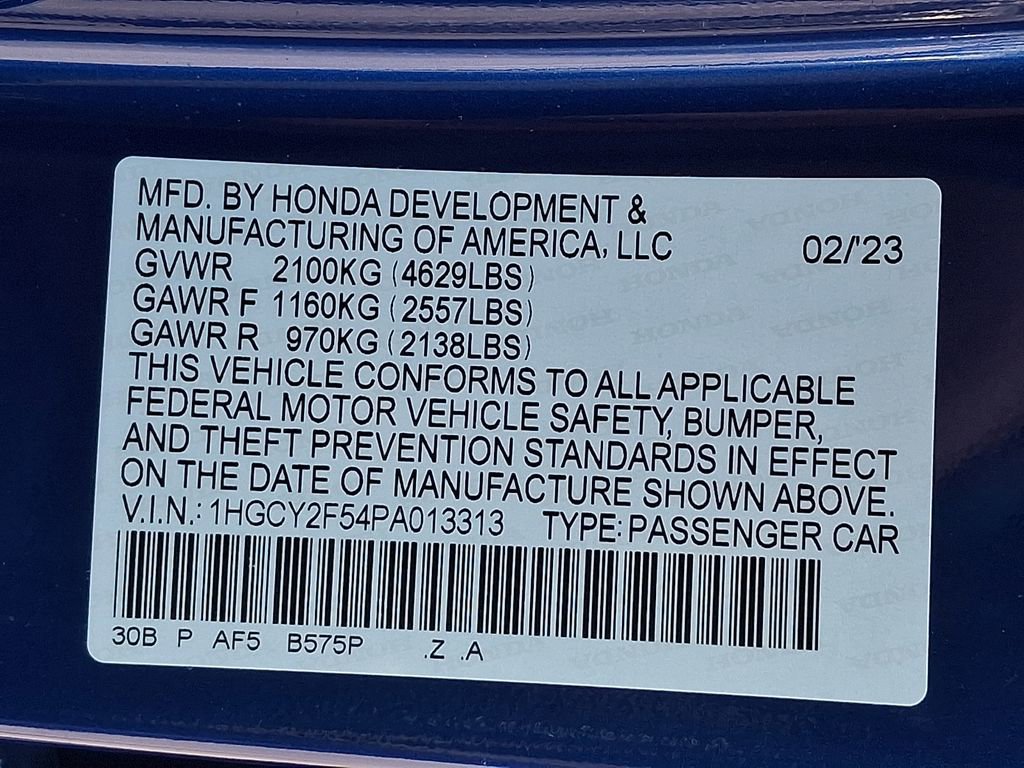 MFD. BY HONDA DEVELOPMENT &
MANUFACTURING OF AMERICA, LLC 02/'23
GVWR 2100KG (4629LBS)
GAWR F 1160KG (2557LBS)
GAWR R 970KG (2138LBS)
THIS VEHICLE CONFORMS TO ALL APPLICABLE
FEDERAL MOTOR VEHICLE SAFETY, BUMPER,
AND THEFT PREVENTION STANDARDS IN EFFECT
ON THE DATE OF MANUFACTURE SHOWN ABOVE.
V.I.N.: 1HGCY2F54PA013313 TYPE: PASSENGER CAR
30B P AF5 B575P .Z .A